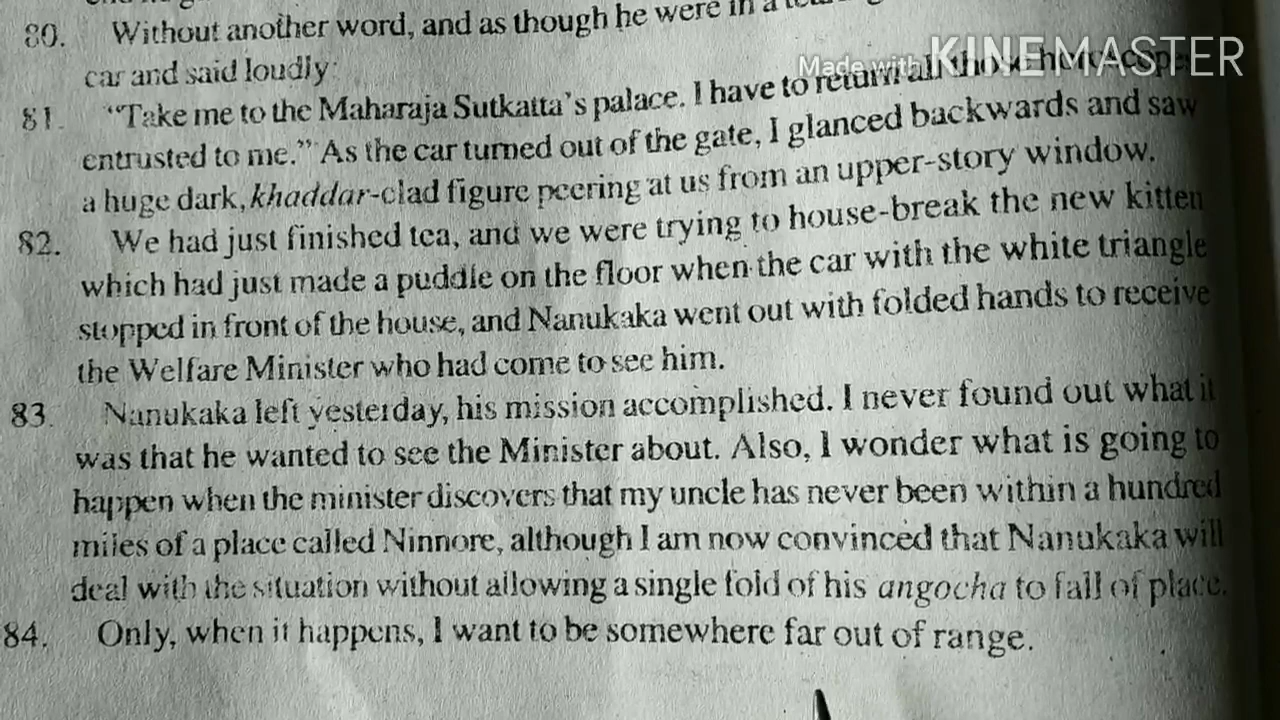 80. Without another word, and as though he were in a
car and said loudly:
Made with KINEMASTER
81. "Take me to the Maharaja Sutkatta's palace. I have to return all those horoscopes
entrusted to me." As the car turned out of the gate, I glanced backwards and saw
a huge dark, khaddar-clad figure peering at us from an upper-story window.
82. We had just finished tea, and we were trying to house-break the new kitten
which had just made a puddle on the floor when the car with the white triangle
stopped in front of the house, and Nanukaka went out with folded hands to receive
the Welfare Minister who had come to see him.
83. Nanukaka left yesterday, his mission accomplished. I never found out what it
was that he wanted to see the Minister about. Also, I wonder what is going to
happen when the minister discovers that my uncle has never been within a hundred
miles of a place called Ninnore, although I am now convinced that Nanukaka will
deal with the situation without allowing a single fold of his angocha to fall of place.
84. Only, when it happens, I want to be somewhere far out of range.